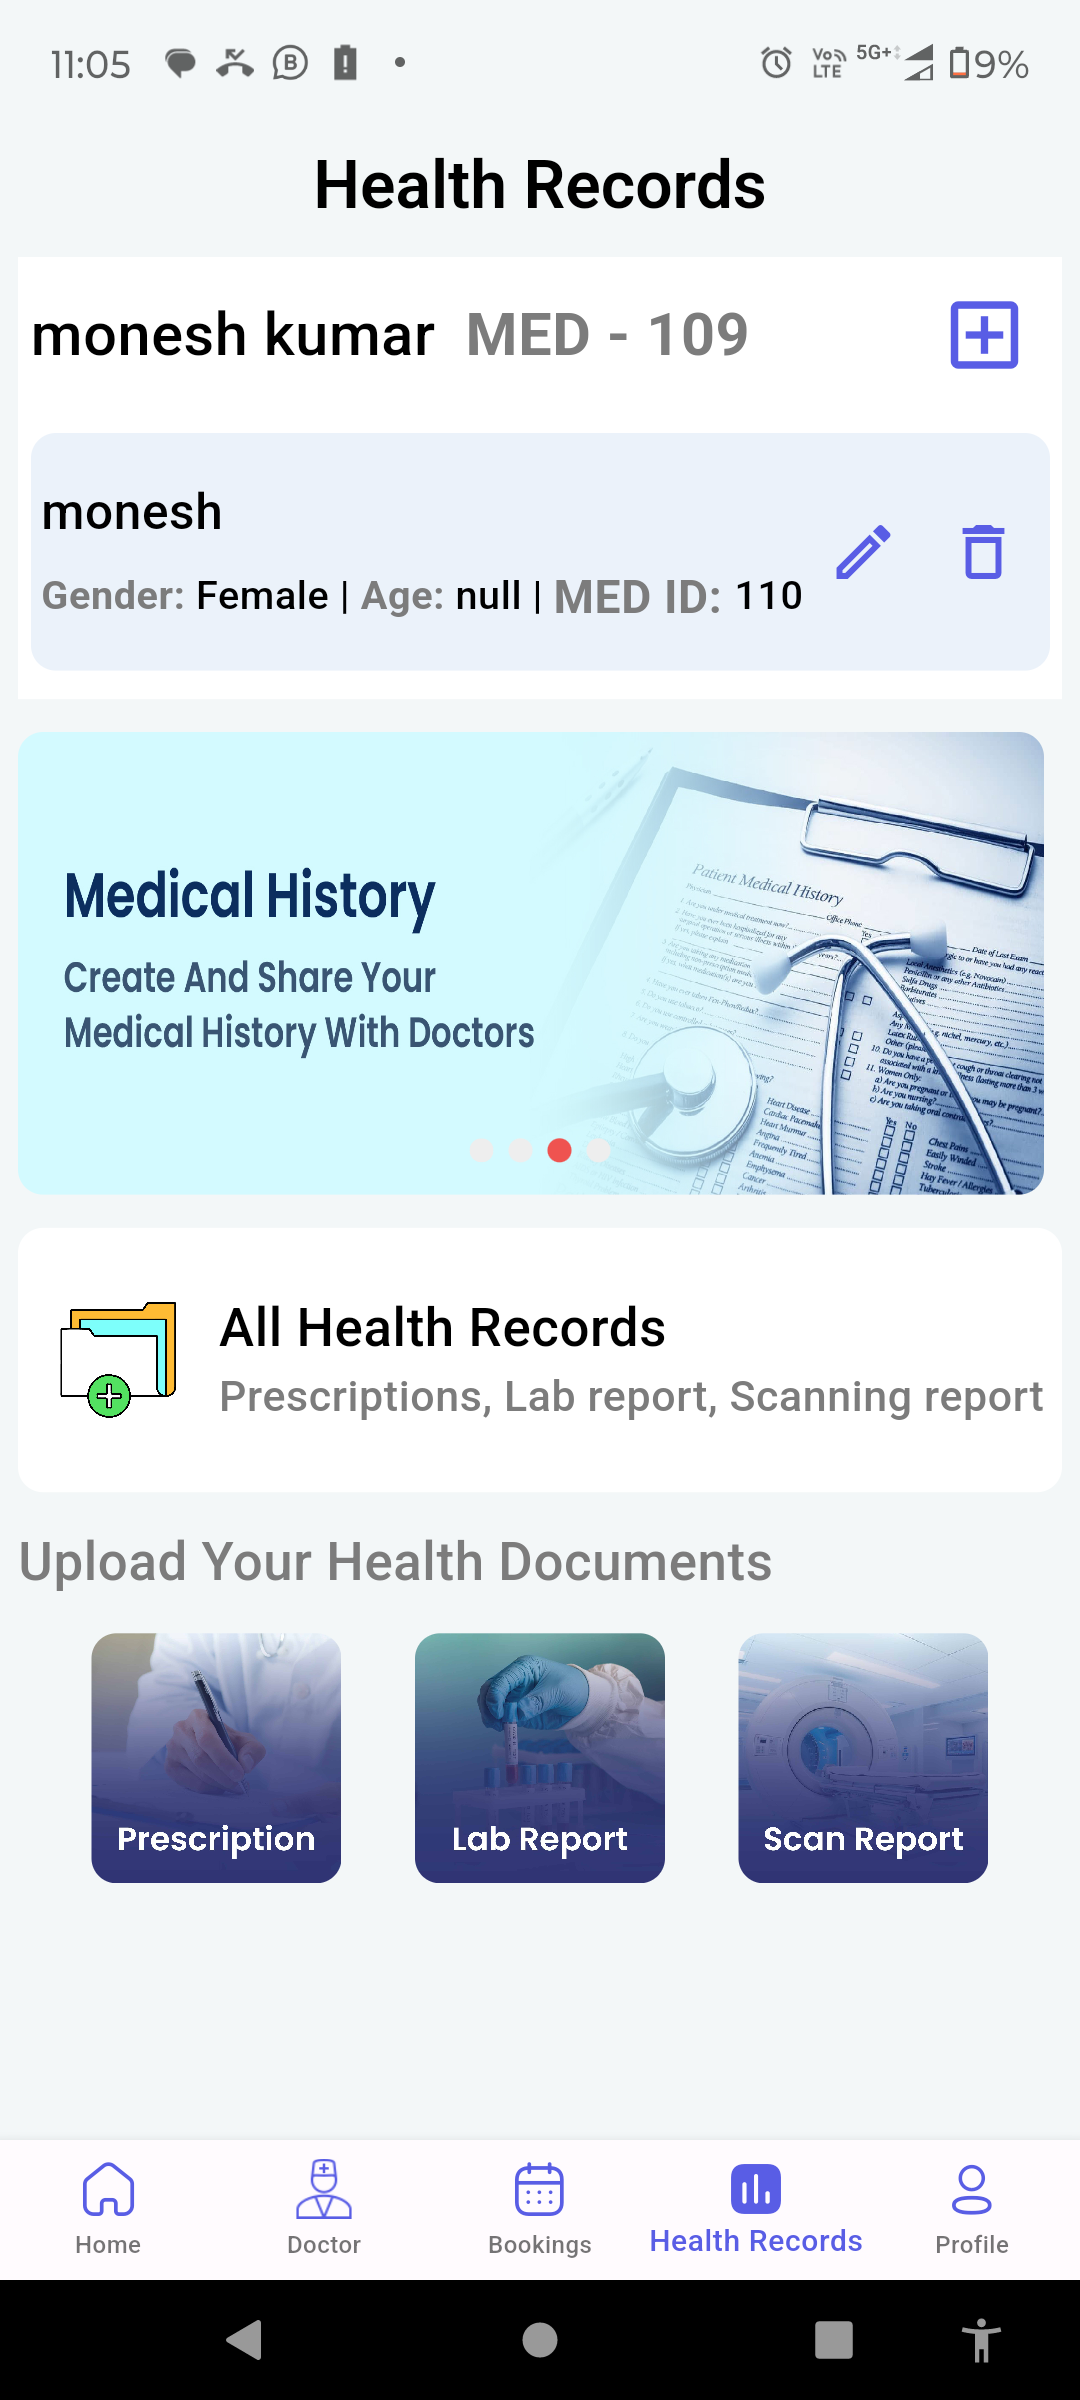 11:05 VoLTE 5G+ 9%
Health Records
monesh kumar MED - 109
monesh
Gender: Female | Age: null | MED ID: 110
Medical History
Create And Share Your
Medical History With Doctors
Patient Medical History
All Health Records
Prescriptions, Lab report, Scanning report
Upload Your Health Documents
Prescription Lab Report Scan Report
Home Doctor Bookings Health Records Profile